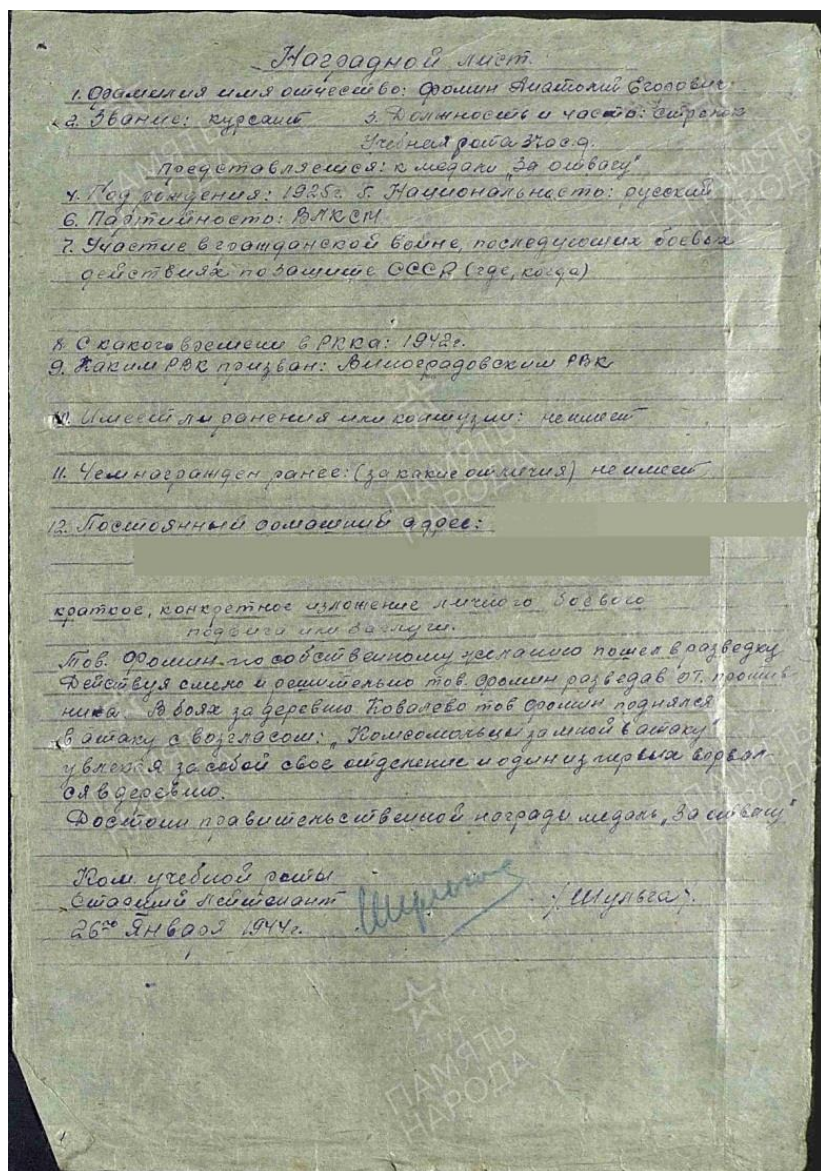 Наградной лист.
1. Фамилия имя отчество: Фомин Анатолий Егорович
2. Звание: курсант 3. Должность и часть: Стрелок
Учебная рота 370 с.д.
представляется: к медали „За отвагу"
4. Год рождения: 1925г. 5. Национальность: русский
6. Партийность: ВЛКСМ
7. Участие в гражданской войне, последующих боевых
действиях по защите СССР (где, когда)
8. С какого времени в РККА: 1942г.
9. Каким РВК призван: Виноградовским РВК
10. Имеет ли ранения или контузии: не имеет
11. Чем награжден ранее: (за какие отличия) не имеет
12. Постоянный домашний адрес:
краткое, конкретное изложение личного боевого
подвига или заслуги.
Тов. Фомин по собственному желанию пошел в разведку
Действуя смело и решительно тов. Фомин разведав ОТ. против
ника. В боях за деревню Ковалево тов Фомин поднялся
в атаку с возгласом: „Комсомольцы за мной в атаку"
увлекая за собой свое отделение и один из первых ворвал-
ся в деревню.
Достоин правительственной награды медаль „За отвагу"
Ком. учебной роты
Старший лейтенант /Шульга/.
26го Января 1944г.
ПАМЯТЬ
НАРОДА